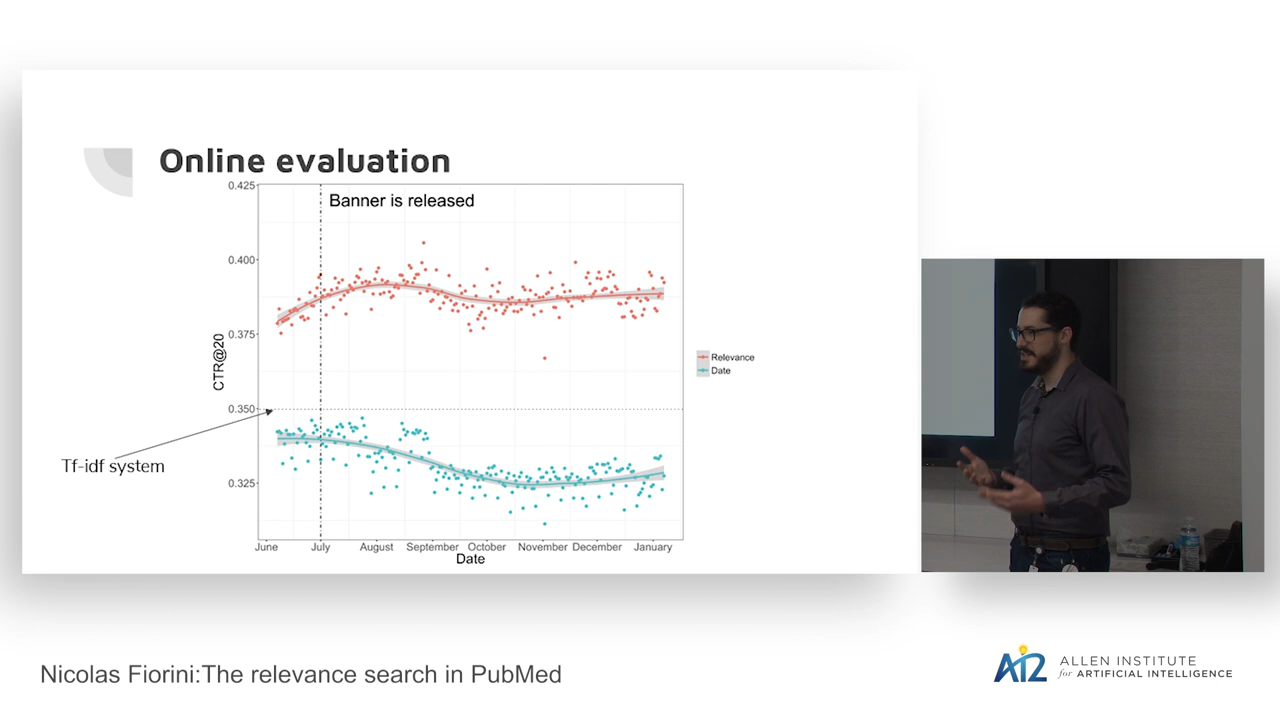 Online evaluation
0.425
Banner is released
0.400
0.375
CTR@20
Relevance
Date
0.350
Tf-idf system
0.325
June July August September October November December January
Date
Nicolas Fiorini:The relevance search in PubMed
AI2 ALLEN INSTITUTE
for ARTIFICIAL INTELLIGENCE